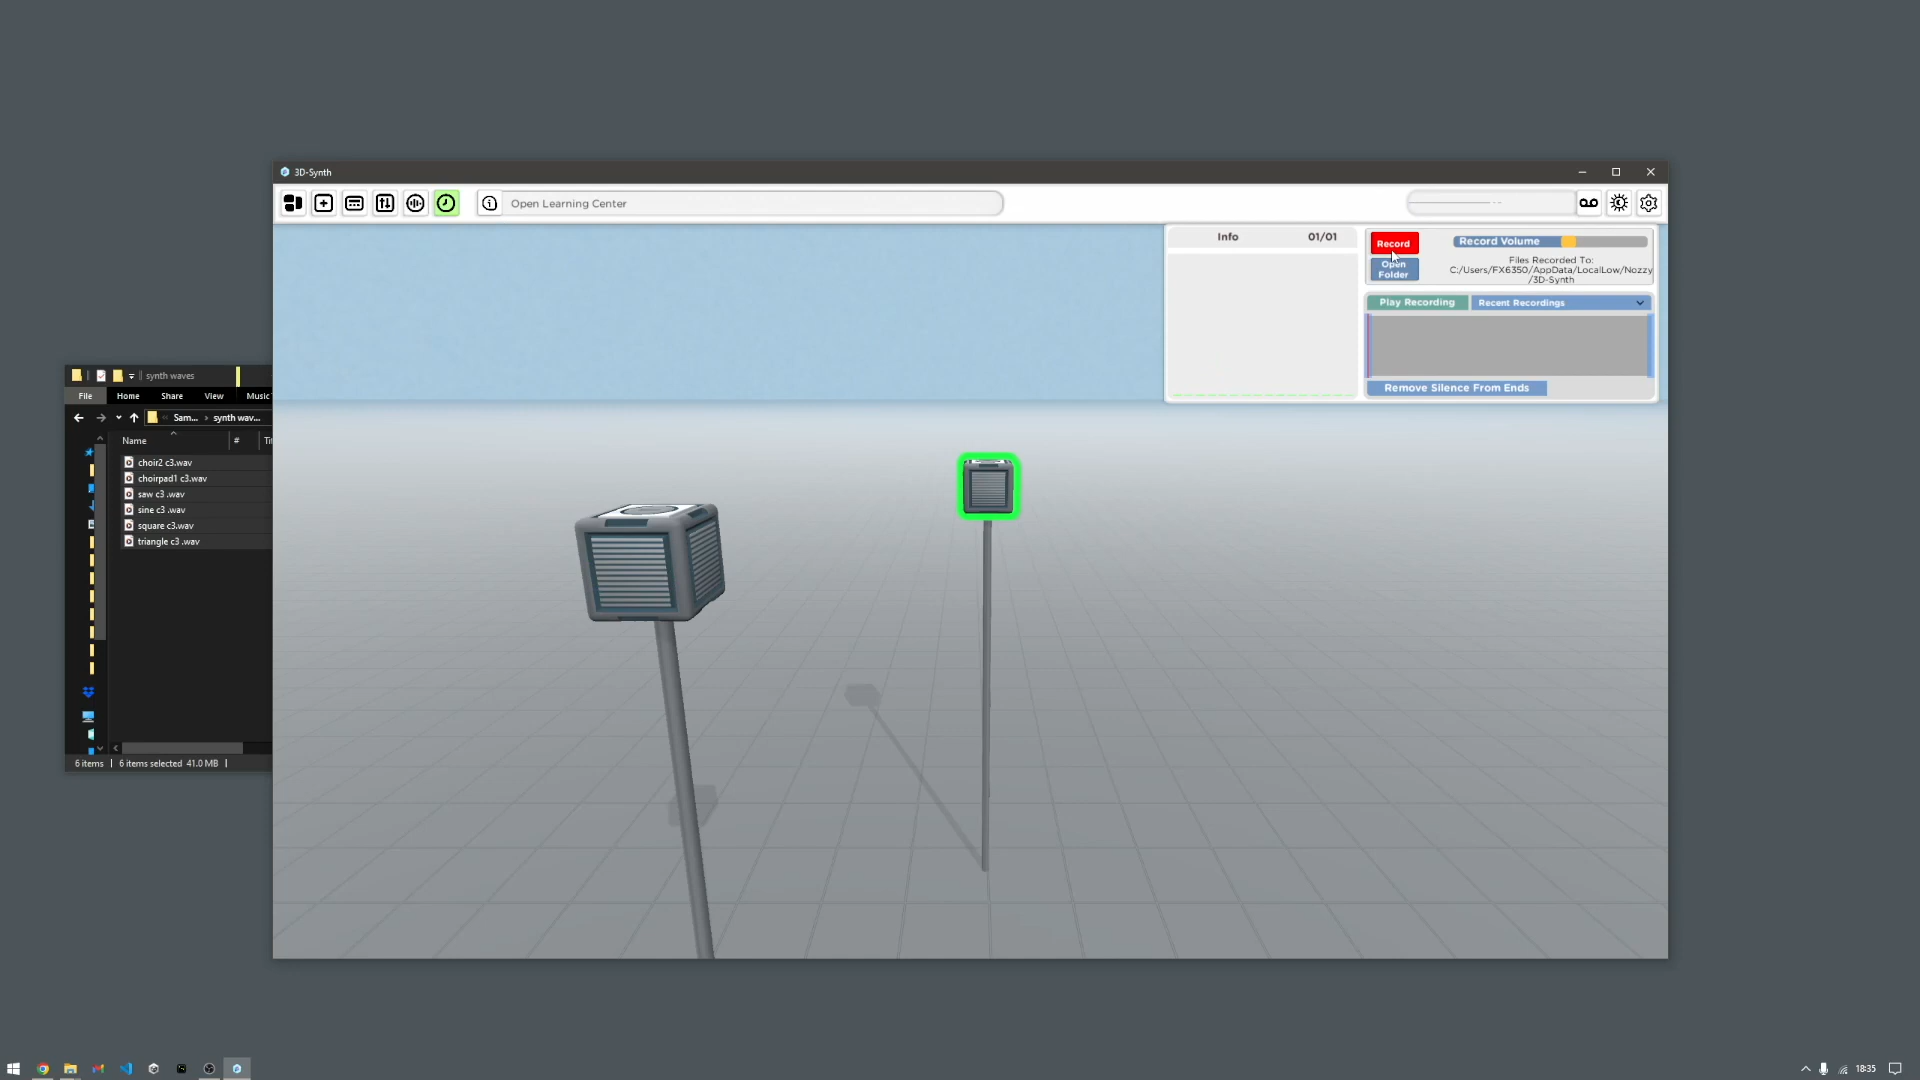 3D-Synth
Open Learning Center
Info 01/01
Record
Record Volume
Open
Folder
Files Recorded To:
C:/Users/FX6350/AppData/LocalLow/Nozzy
/3D-Synth
Play Recording
Recent Recordings
Remove Silence From Ends
synth waves
File Home Share View Music
Sam... › synth wav...
Name #
choir2 c3.wav
choirpad1 c3.wav
saw c3 .wav
sine c3 .wav
square c3.wav
triangle c3 .wav
6 items 6 items selected 41.0 MB
18:35